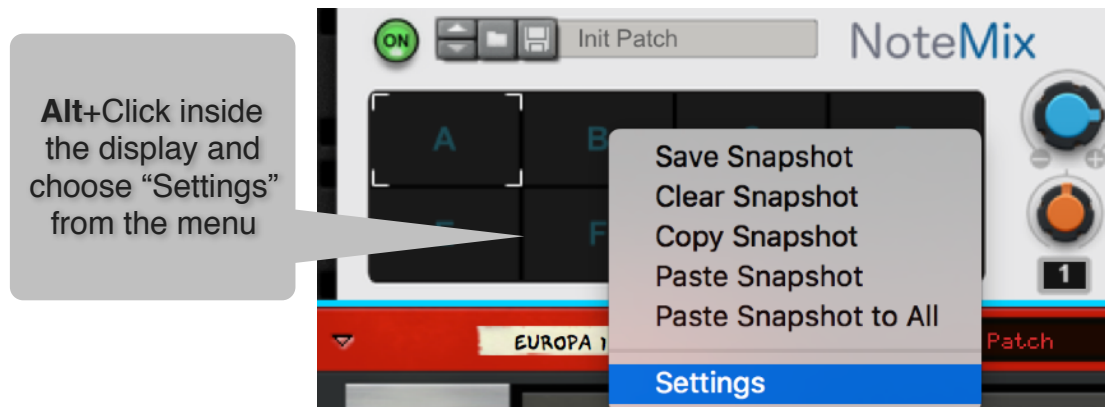 Alt+Click inside
the display and
choose “Settings”
from the menu
ON
Init Patch
NoteMix
A
B
F
Save Snapshot
Clear Snapshot
Copy Snapshot
Paste Snapshot
Paste Snapshot to All
Settings
1
EUROPA 1
Patch